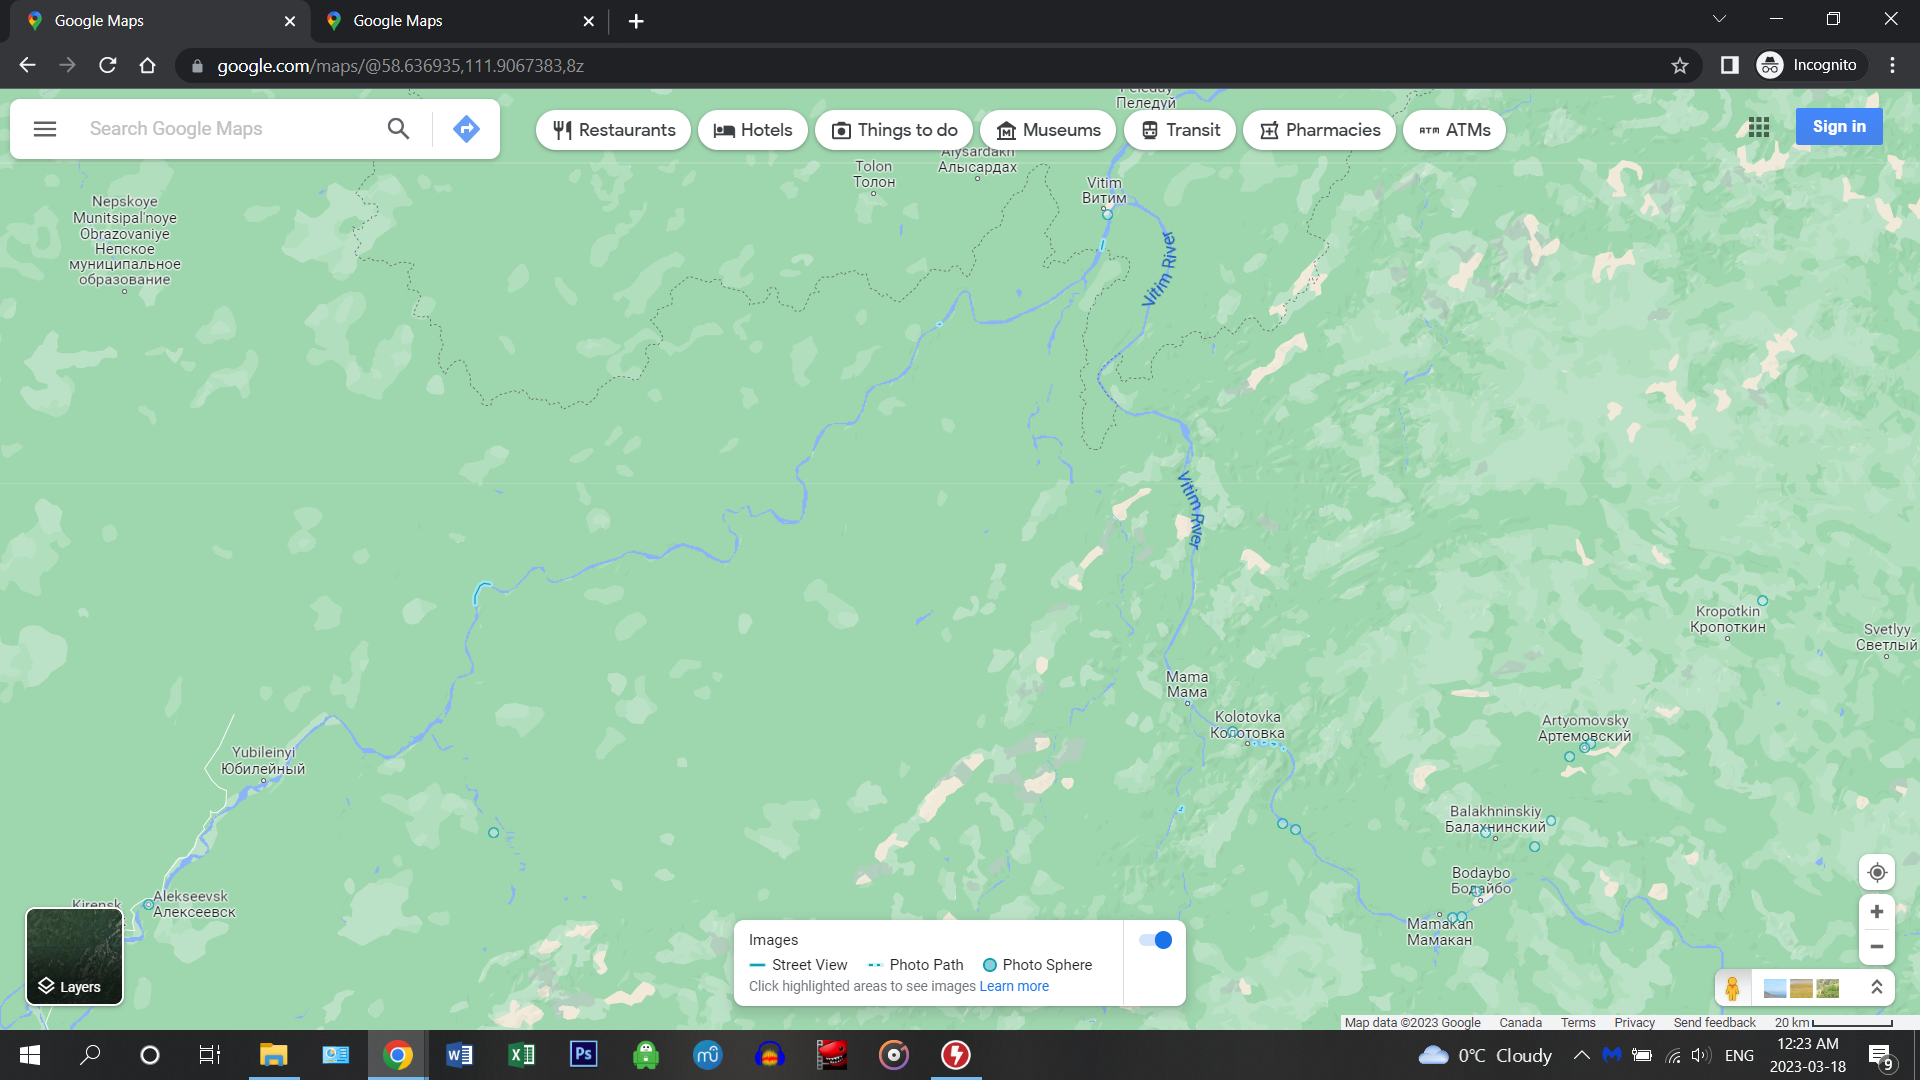 Google Maps
Google Maps
google.com/maps/@58.636935,111.9067383,8z
Incognito
Search Google Maps
Restaurants
Hotels
Things to do
Museums
Transit
Pharmacies
ATM ATMs
Sign in
Peleduy
Пеледуй
Alysardakh
Алысардах
Tolon
Толон
Vitim
Витим
Nepskoye
Munitsipal'noye
Obrazovaniye
Непское
муниципальное
образование
Vitim River
Vitim River
Kropotkin
Кропоткин
Svetlyy
Светлый
Mama
Мама
Kolotovka
Колотовка
Artyomovsky
Артемовский
Yubileinyi
Юбилейный
Balakhninskiy
Балахнинский
Bodaybo
Бодайбо
Kirensk
Alekseevsk
Алексеевск
Mamakan
Мамакан
Layers
Images
Street View
Photo Path
Photo Sphere
Click highlighted areas to see images Learn more
Map data ©2023 Google
Canada
Terms
Privacy
Send feedback
20 km
0°C Cloudy
ENG
12:23 AM
2023-03-18
9